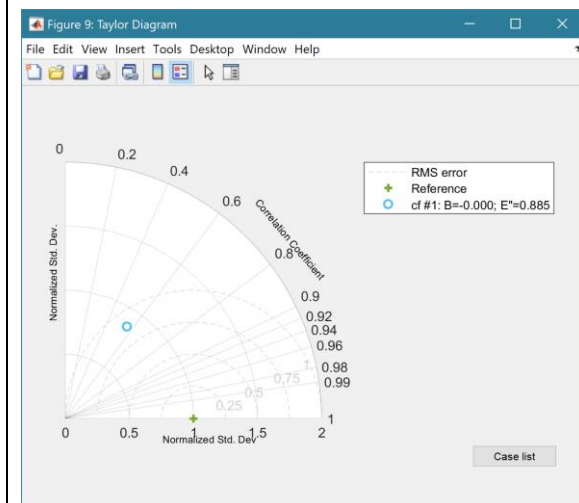 Figure 9: Taylor Diagram
File Edit View Insert Tools Desktop Window Help
0
0.2
0.4
0.6
Correlation Coefficient
0.8
0.9
0.92
0.94
0.96
0.98
0.99
1
RMS error
Reference
cf #1: B=-0.000; E"=0.885
Normalized Std. Dev.
1
0.75
0.5
0.25
0 0.5 1 1.5 2
Normalized Std. Dev
Case list